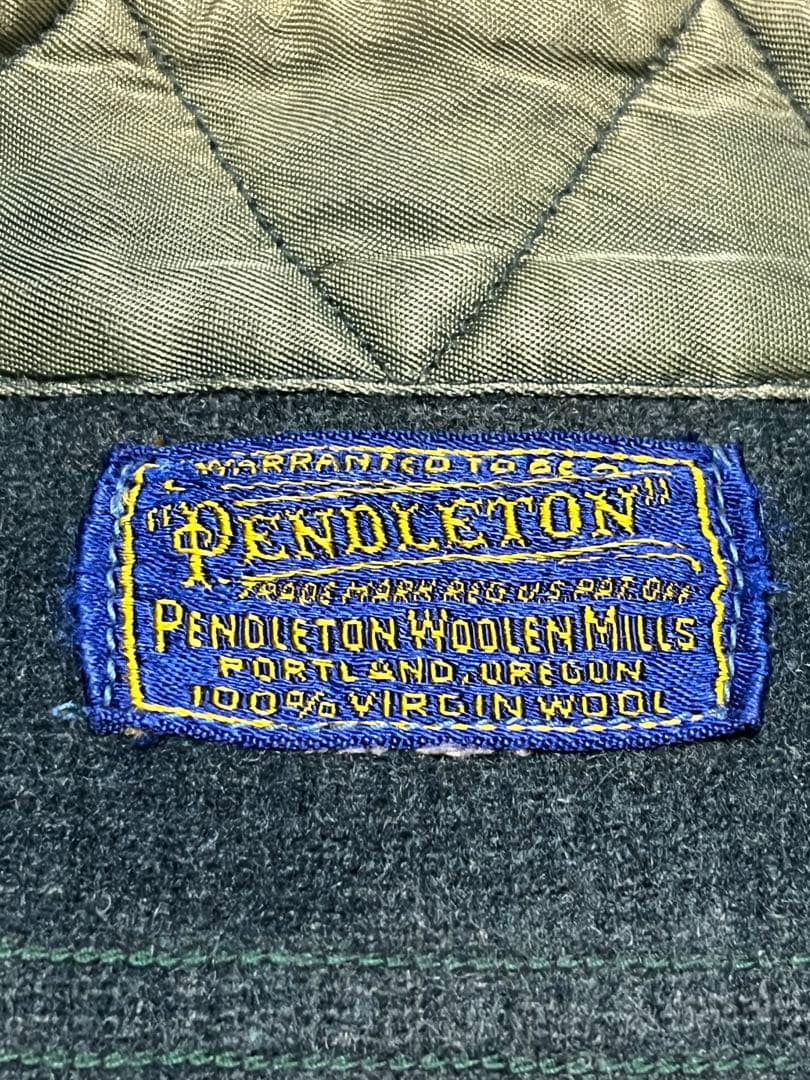 WARRANTED TO BE A
"PENDLETON"
TRADE MARK REG U.S. PAT. OFF
PENDLETON WOOLEN MILLS
PORTLAND, OREGON
100% VIRGIN WOOL